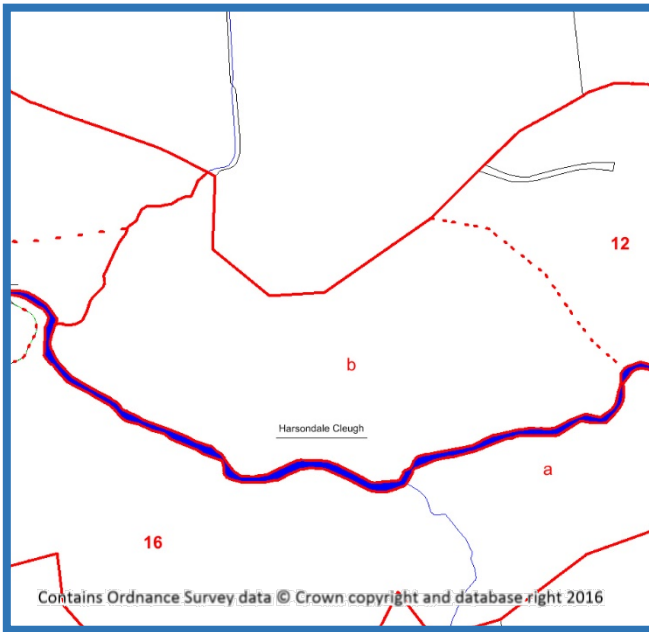 12
b
Harsondale Cleugh
a
16
Contains Ordnance Survey data © Crown copyright and database right 2016